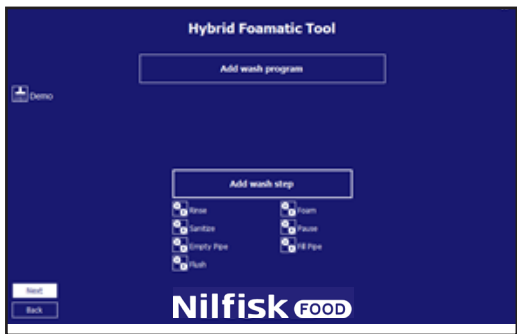 Hybrid Foamatic Tool
Add wash program
Demo
Add wash step
Rinse Foam
Sanitize Pause
Empty Pipe Fill Pipe
Flush
Next
Back
Nilfisk FOOD